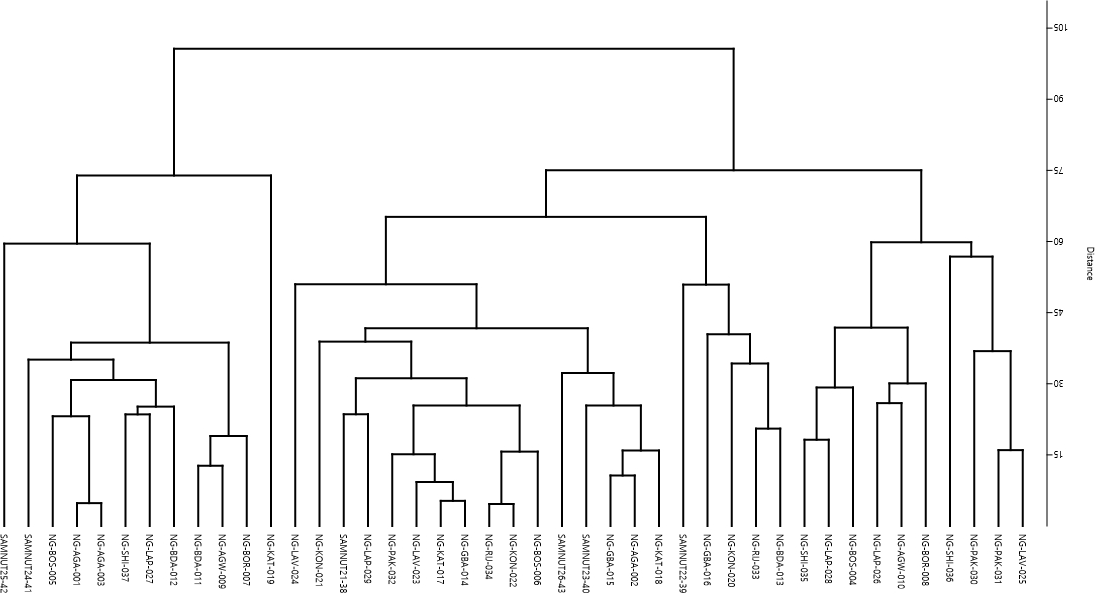 105
90
75
60
45
30
15
Distance
SAMNUT25-42
SAMNUT24-41
NG-BOS-005
NG-AGA-001
NG-AGA-003
NG-SHI-037
NG-LAP-027
NG-BDA-012
NG-BDA-011
NG-AGW-009
NG-BOR-007
NG-KAT-019
NG-LAV-024
NG-KON-021
SAMNUT21-38
NG-LAP-029
NG-PAK-032
NG-LAV-023
NG-KAT-017
NG-GBA-014
NG-RIJ-034
NG-KON-022
NG-BOS-006
SAMNUT26-43
SAMNUT23-40
NG-GBA-015
NG-AGA-002
NG-KAT-018
SAMNUT22-39
NG-GBA-016
NG-KON-020
NG-RIJ-033
NG-BDA-013
NG-SHI-035
NG-LAP-028
NG-BOS-004
NG-LAP-026
NG-AGW-010
NG-BOR-008
NG-SHI-036
NG-PAK-030
NG-PAK-031
NG-LAV-025